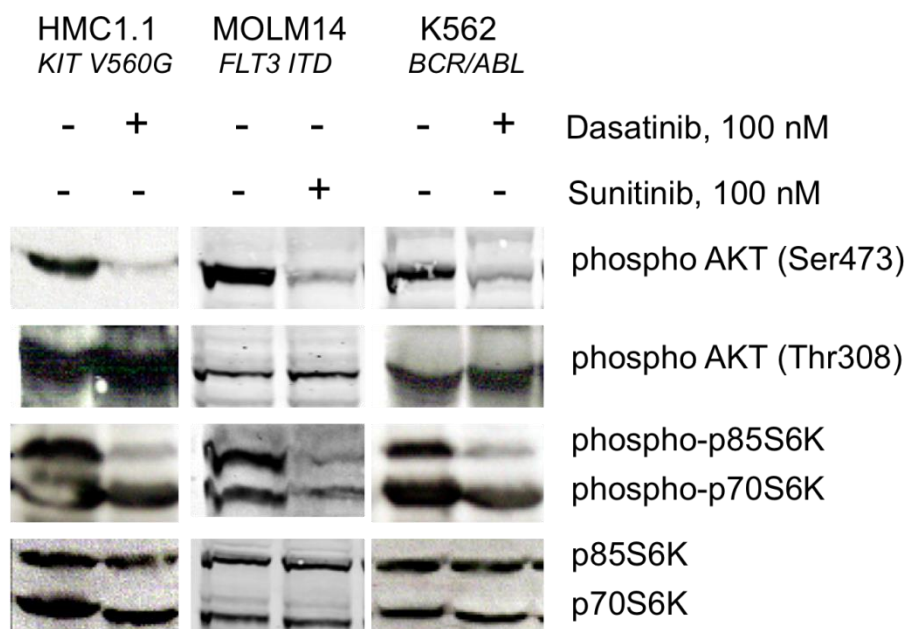 HMC1.1 MOLM14 K562
KIT V560G FLT3 ITD BCR/ABL
- + - - - + Dasatinib, 100 nM
- - - + - - Sunitinib, 100 nM
phospho AKT (Ser473)
phospho AKT (Thr308)
phospho-p85S6K
phospho-p70S6K
p85S6K
p70S6K